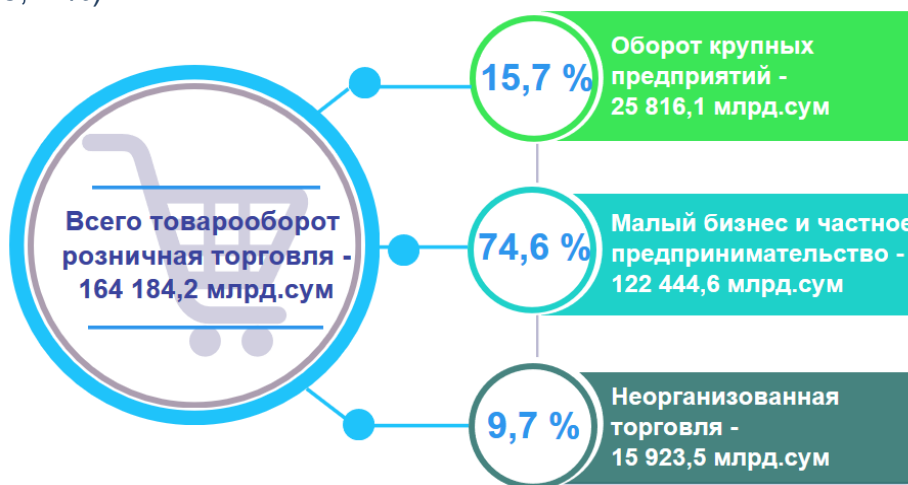 Всего товарооборот
розничная торговля -
164 184,2 млрд.сум
15,7 %
Оборот крупных
предприятий -
25 816,1 млрд.сум
74,6 %
Малый бизнес и частное
предпринимательство -
122 444,6 млрд.сум
9,7 %
Неорганизованная
торговля -
15 923,5 млрд.сум